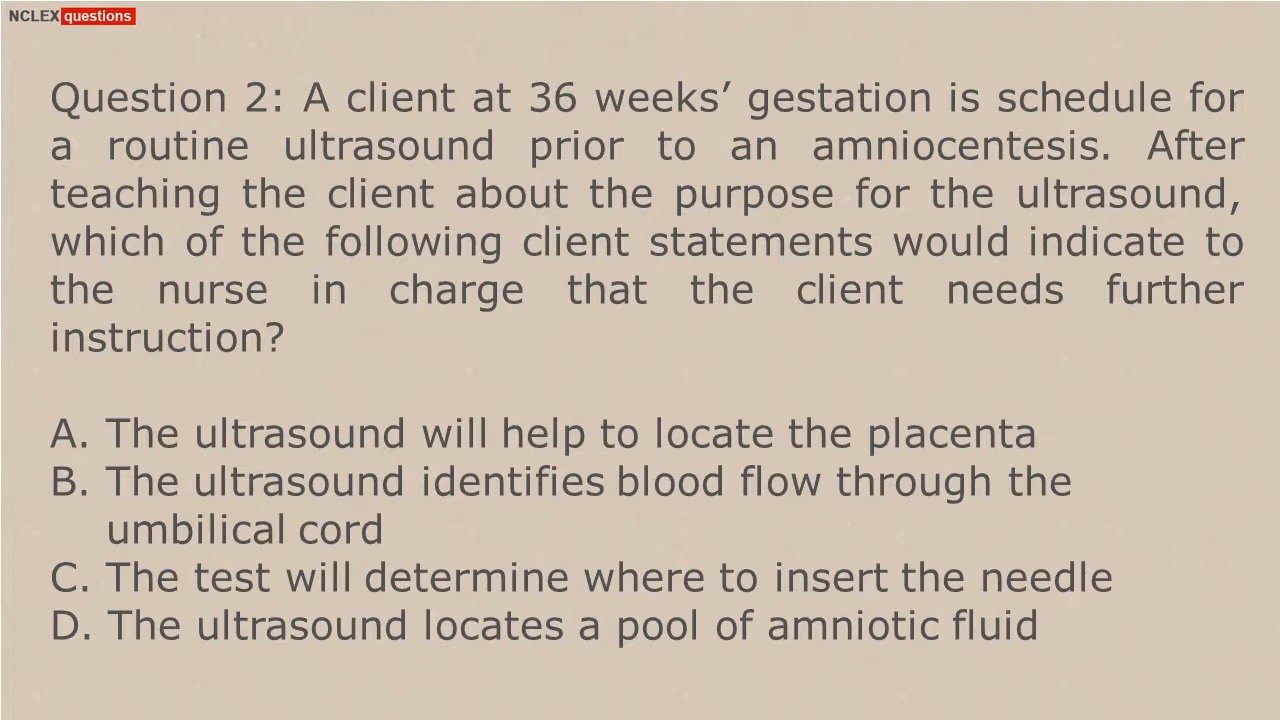 NCLEX questions
Question 2: A client at 36 weeks’ gestation is schedule for
a routine ultrasound prior to an amniocentesis. After
teaching the client about the purpose for the ultrasound,
which of the following client statements would indicate to
the nurse in charge that the client needs further
instruction?
A. The ultrasound will help to locate the placenta
B. The ultrasound identifies blood flow through the
umbilical cord
C. The test will determine where to insert the needle
D. The ultrasound locates a pool of amniotic fluid